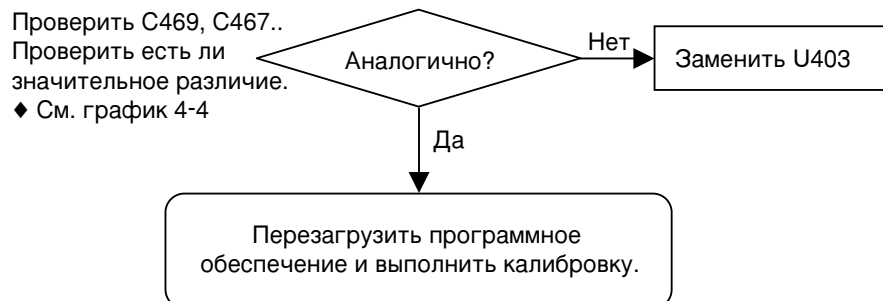 Проверить C469, C467..
Проверить есть ли
значительное различие.
♦ См. график 4-4
Аналогично?
Нет
Заменить U403
Да
Перезагрузить программное
обеспечение и выполнить калибровку.